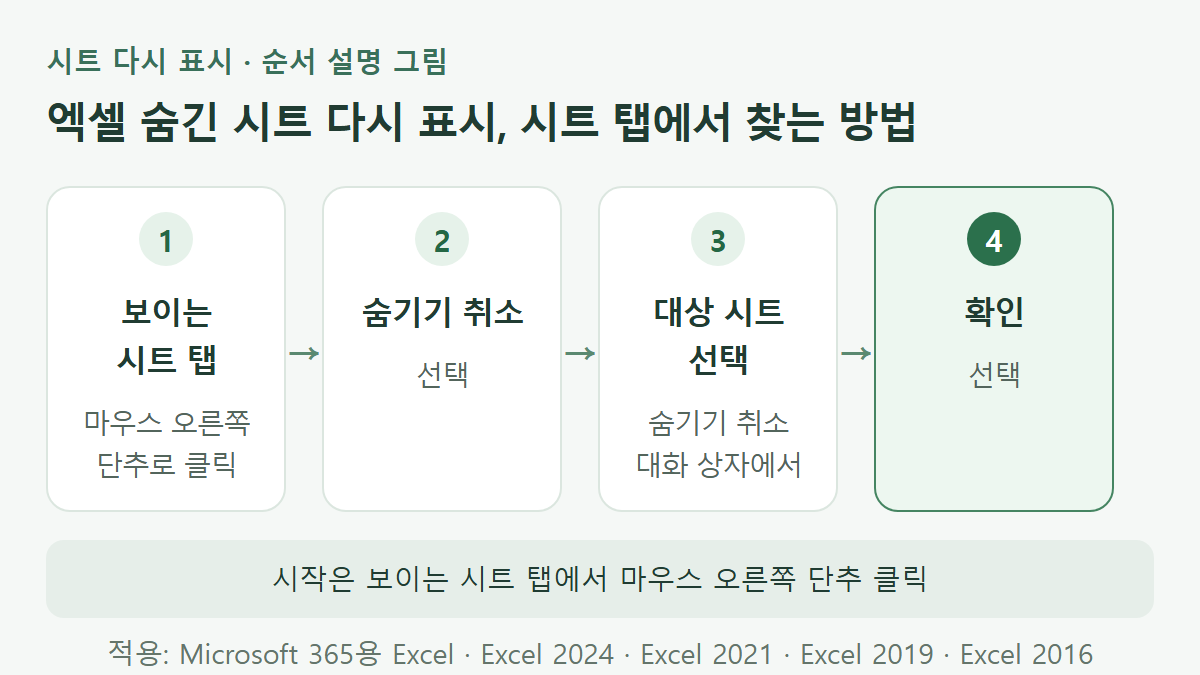 시트 다시 표시 · 순서 설명 그림
엑셀 숨긴 시트 다시 표시, 시트 탭에서 찾는 방법
1
보이는
시트 탭
마우스 오른쪽
단추로 클릭
→
2
숨기기 취소
선택
→
3
대상 시트
선택
숨기기 취소
대화 상자에서
→
4
확인
선택
시작은 보이는 시트 탭에서 마우스 오른쪽 단추 클릭
적용: Microsoft 365용 Excel · Excel 2024 · Excel 2021 · Excel 2019 · Excel 2016